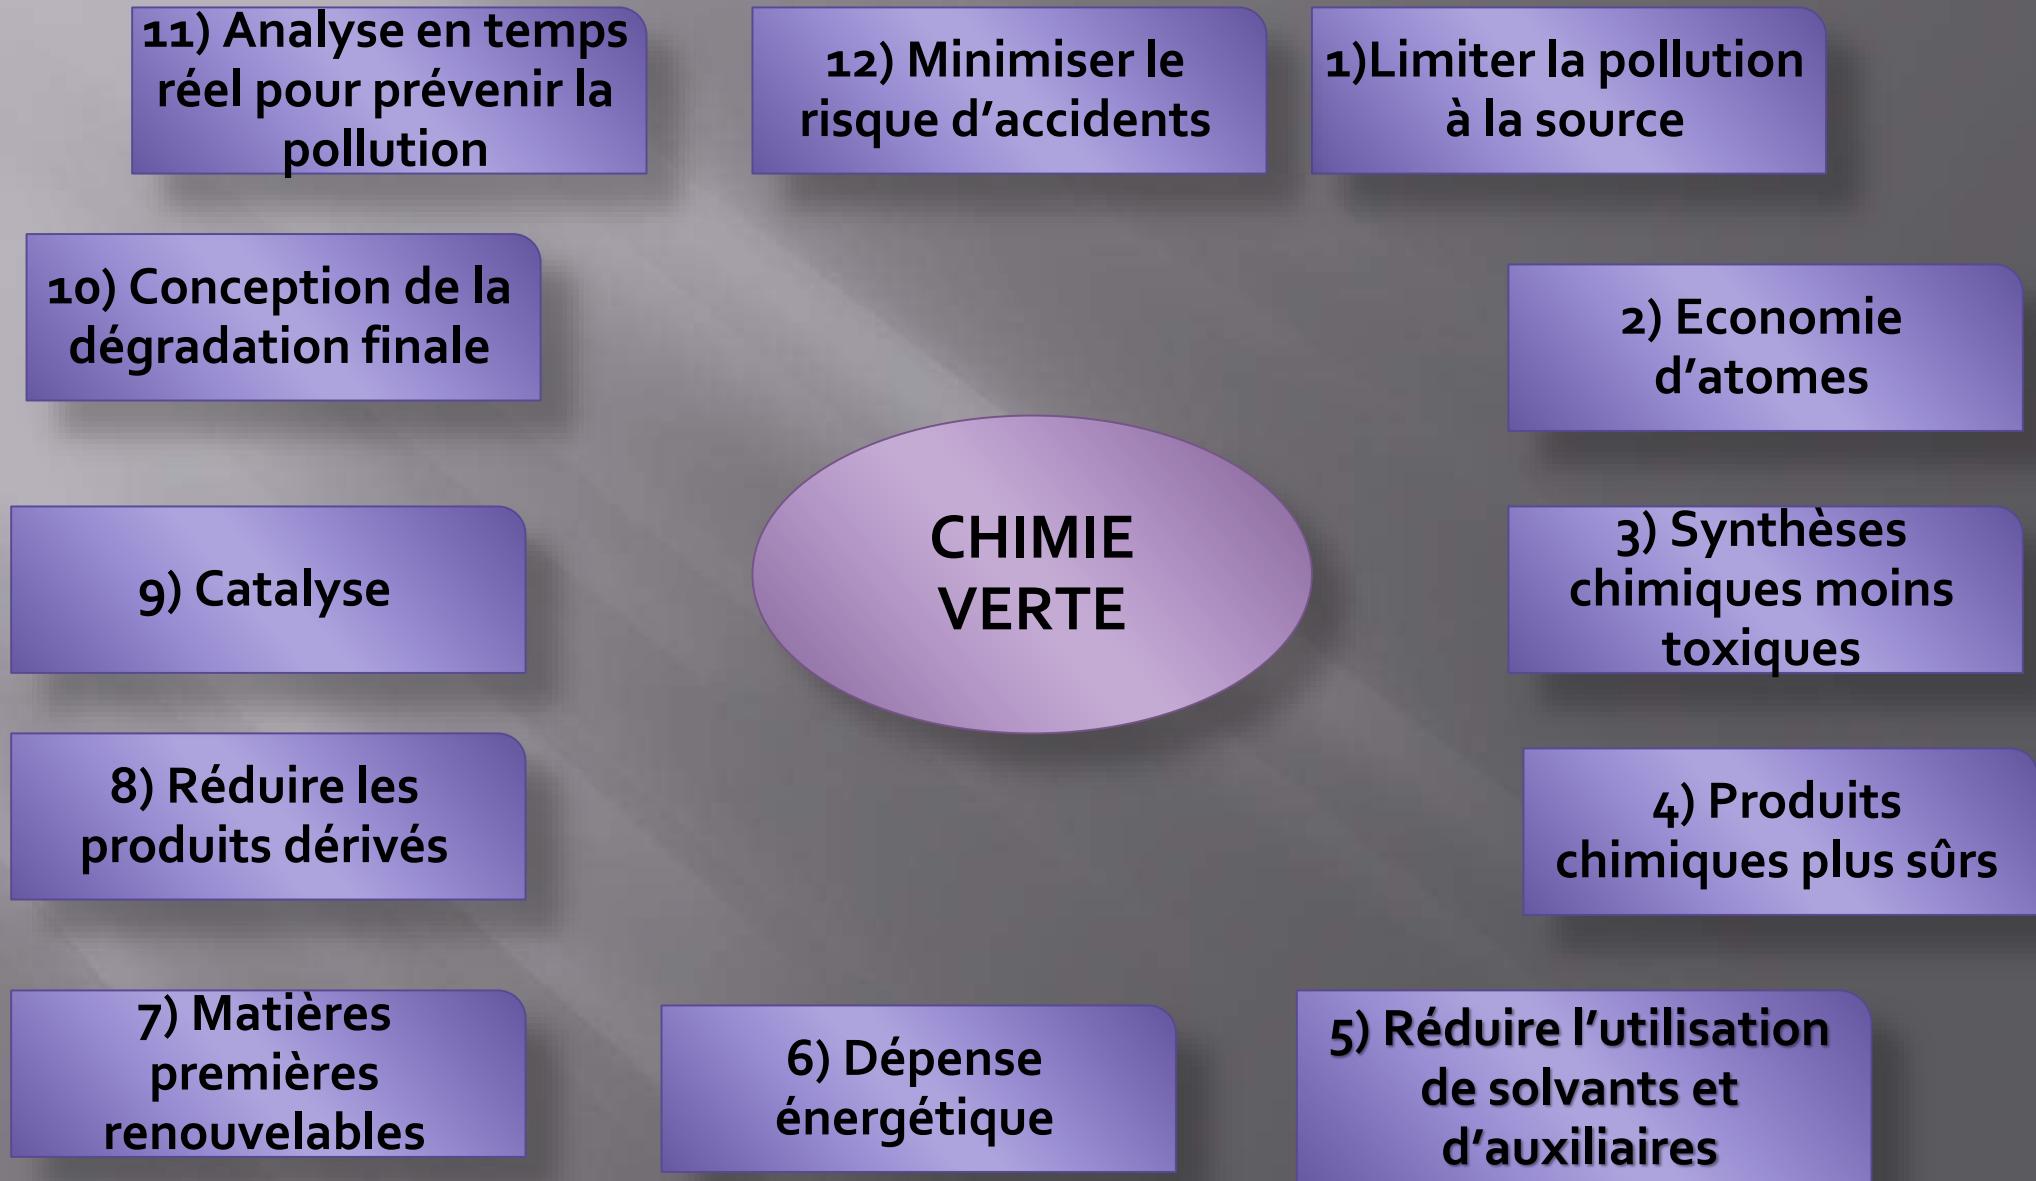 11) Analyse en temps
réel pour prévenir la
pollution
12) Minimiser le
risque d’accidents
1)Limiter la pollution
à la source
10) Conception de la
dégradation finale
2) Economie
d’atomes
CHIMIE
VERTE
9) Catalyse
3) Synthèses
chimiques moins
toxiques
8) Réduire les
produits dérivés
4) Produits
chimiques plus sûrs
7) Matières
premières
renouvelables
6) Dépense
énergétique
5) Réduire l’utilisation
de solvants et
d’auxiliaires